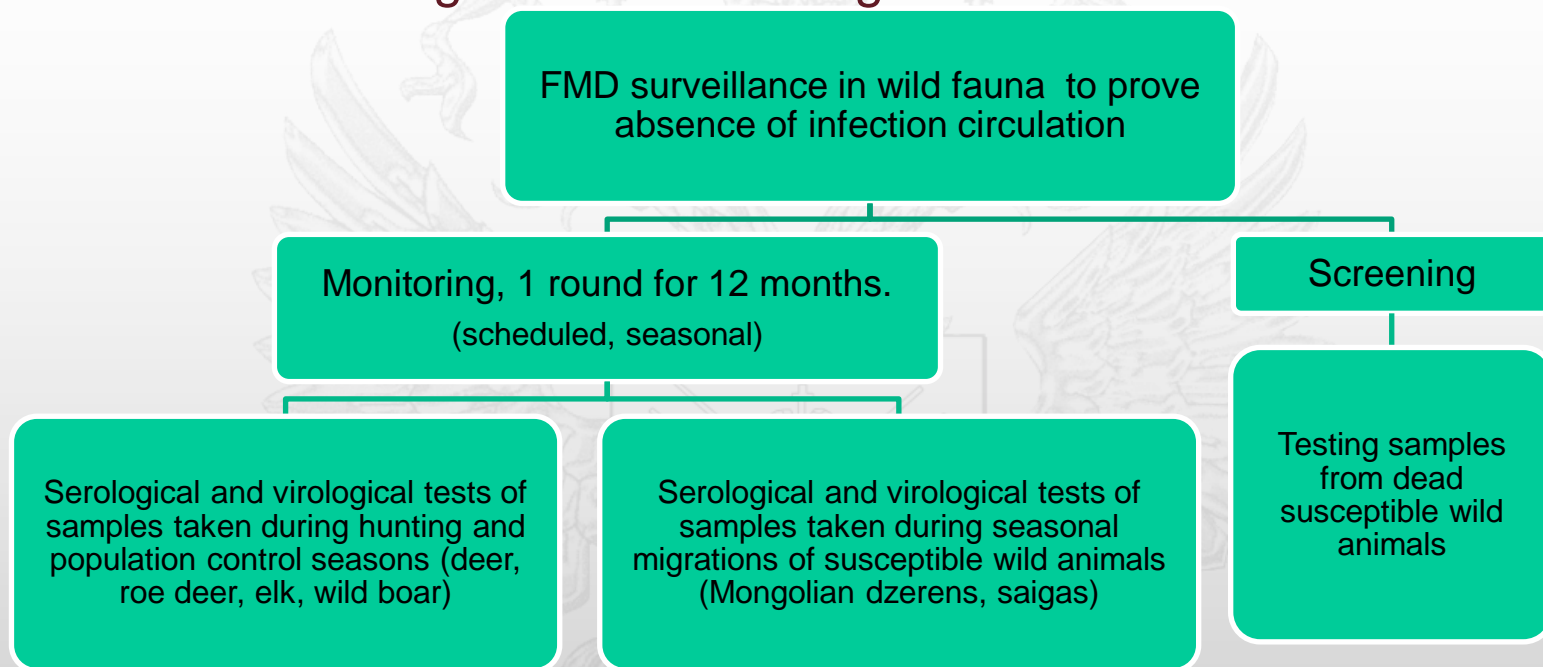 FMD surveillance in wild fauna to prove
absence of infection circulation
Monitoring, 1 round for 12 months.
(scheduled, seasonal)
Screening
Serological and virological tests of
samples taken during hunting and
population control seasons (deer,
roe deer, elk, wild boar)
Serological and virological tests of
samples taken during seasonal
migrations of susceptible wild animals
(Mongolian dzerens, saigas)
Testing samples
from dead
susceptible wild
animals